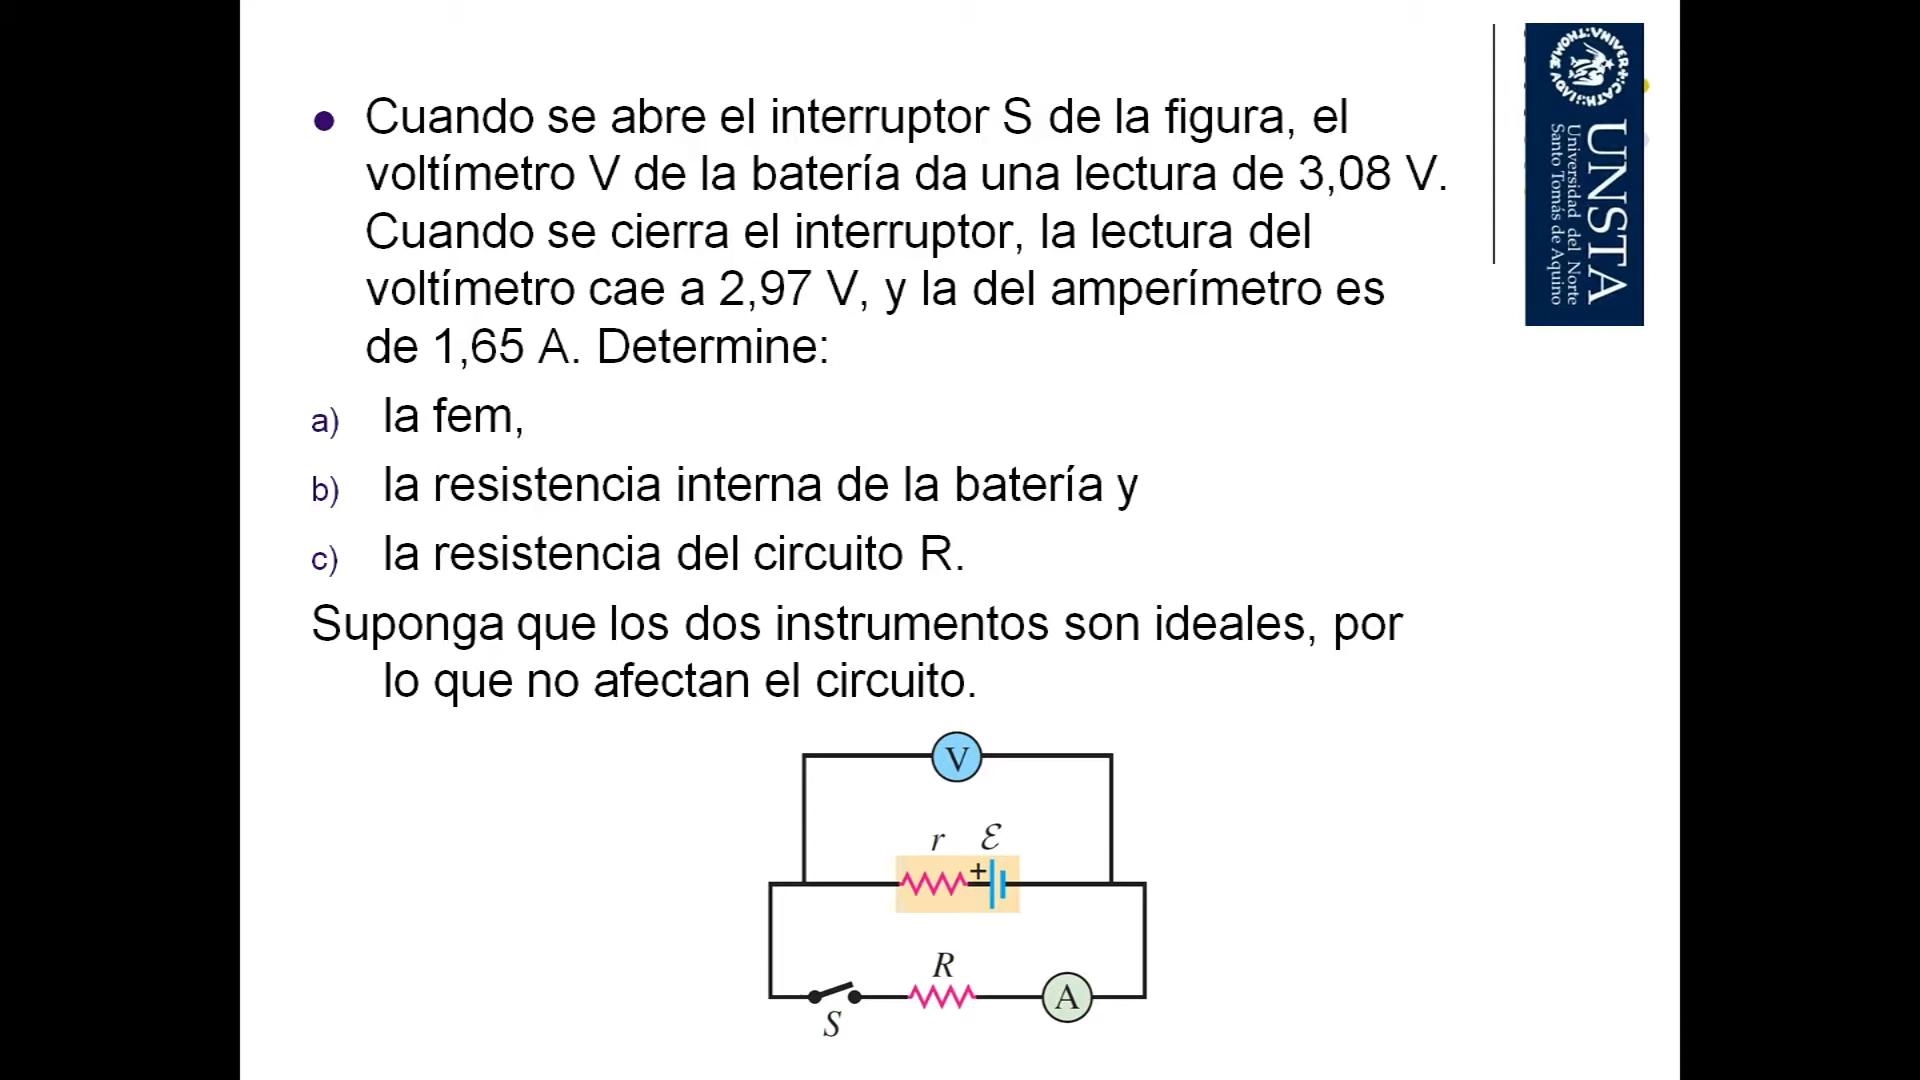 Cuando se abre el interruptor S de la figura, el
voltímetro V de la batería da una lectura de 3,08 V.
Cuando se cierra el interruptor, la lectura del
voltímetro cae a 2,97 V, y la del amperímetro es
de 1,65 A. Determine:
a) la fem,
b) la resistencia interna de la batería y
c) la resistencia del circuito R.
Suponga que los dos instrumentos son ideales, por
lo que no afectan el circuito.
V
r ℰ
+
R
A
S
UNSTA
Universidad del Norte
Santo Tomás de Aquino